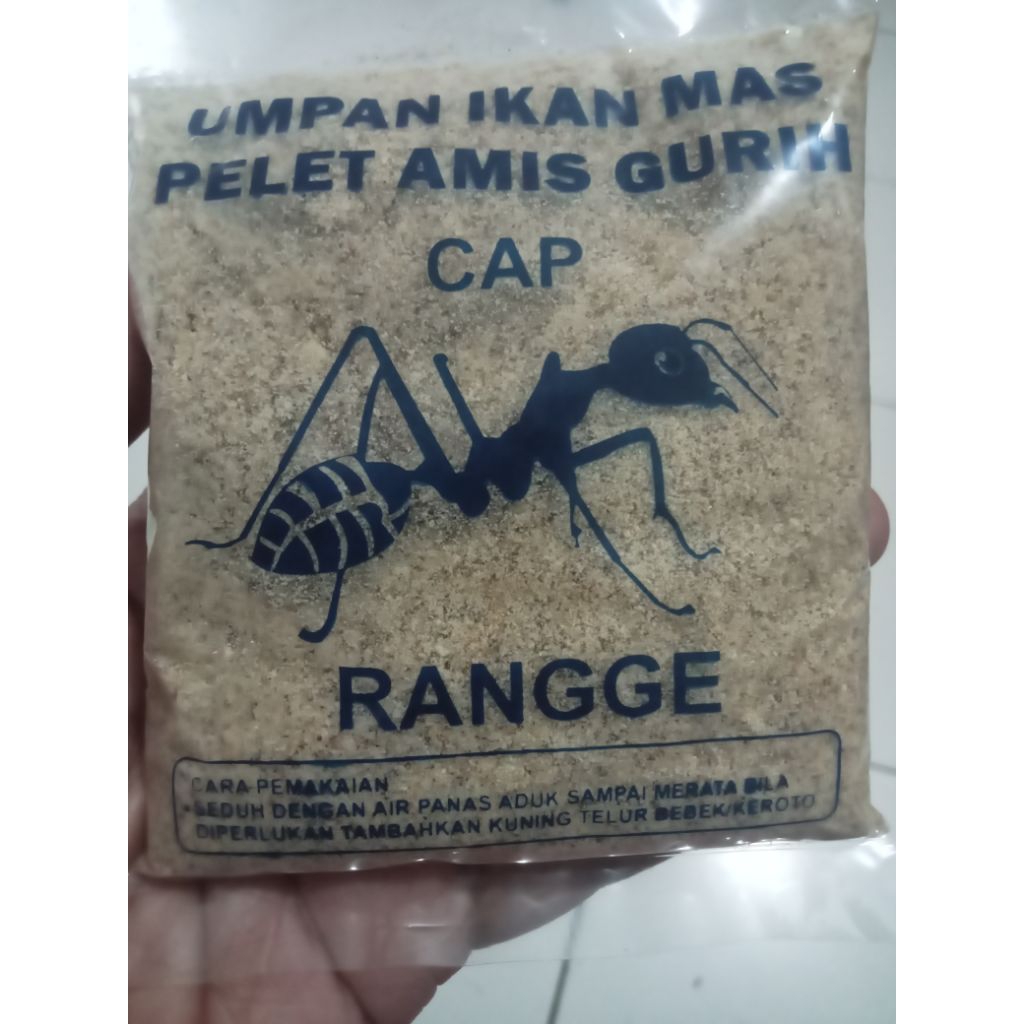 UMPAN IKAN MAS
PELET AMIS GURIH
CAP
RANGGE
CARA PEMAKAIAN
• SEDUH DENGAN AIR PANAS ADUK SAMPAI MERATA BILA
DIPERLUKAN TAMBAHKAN KUNING TELUR BEBEK/KEROTO